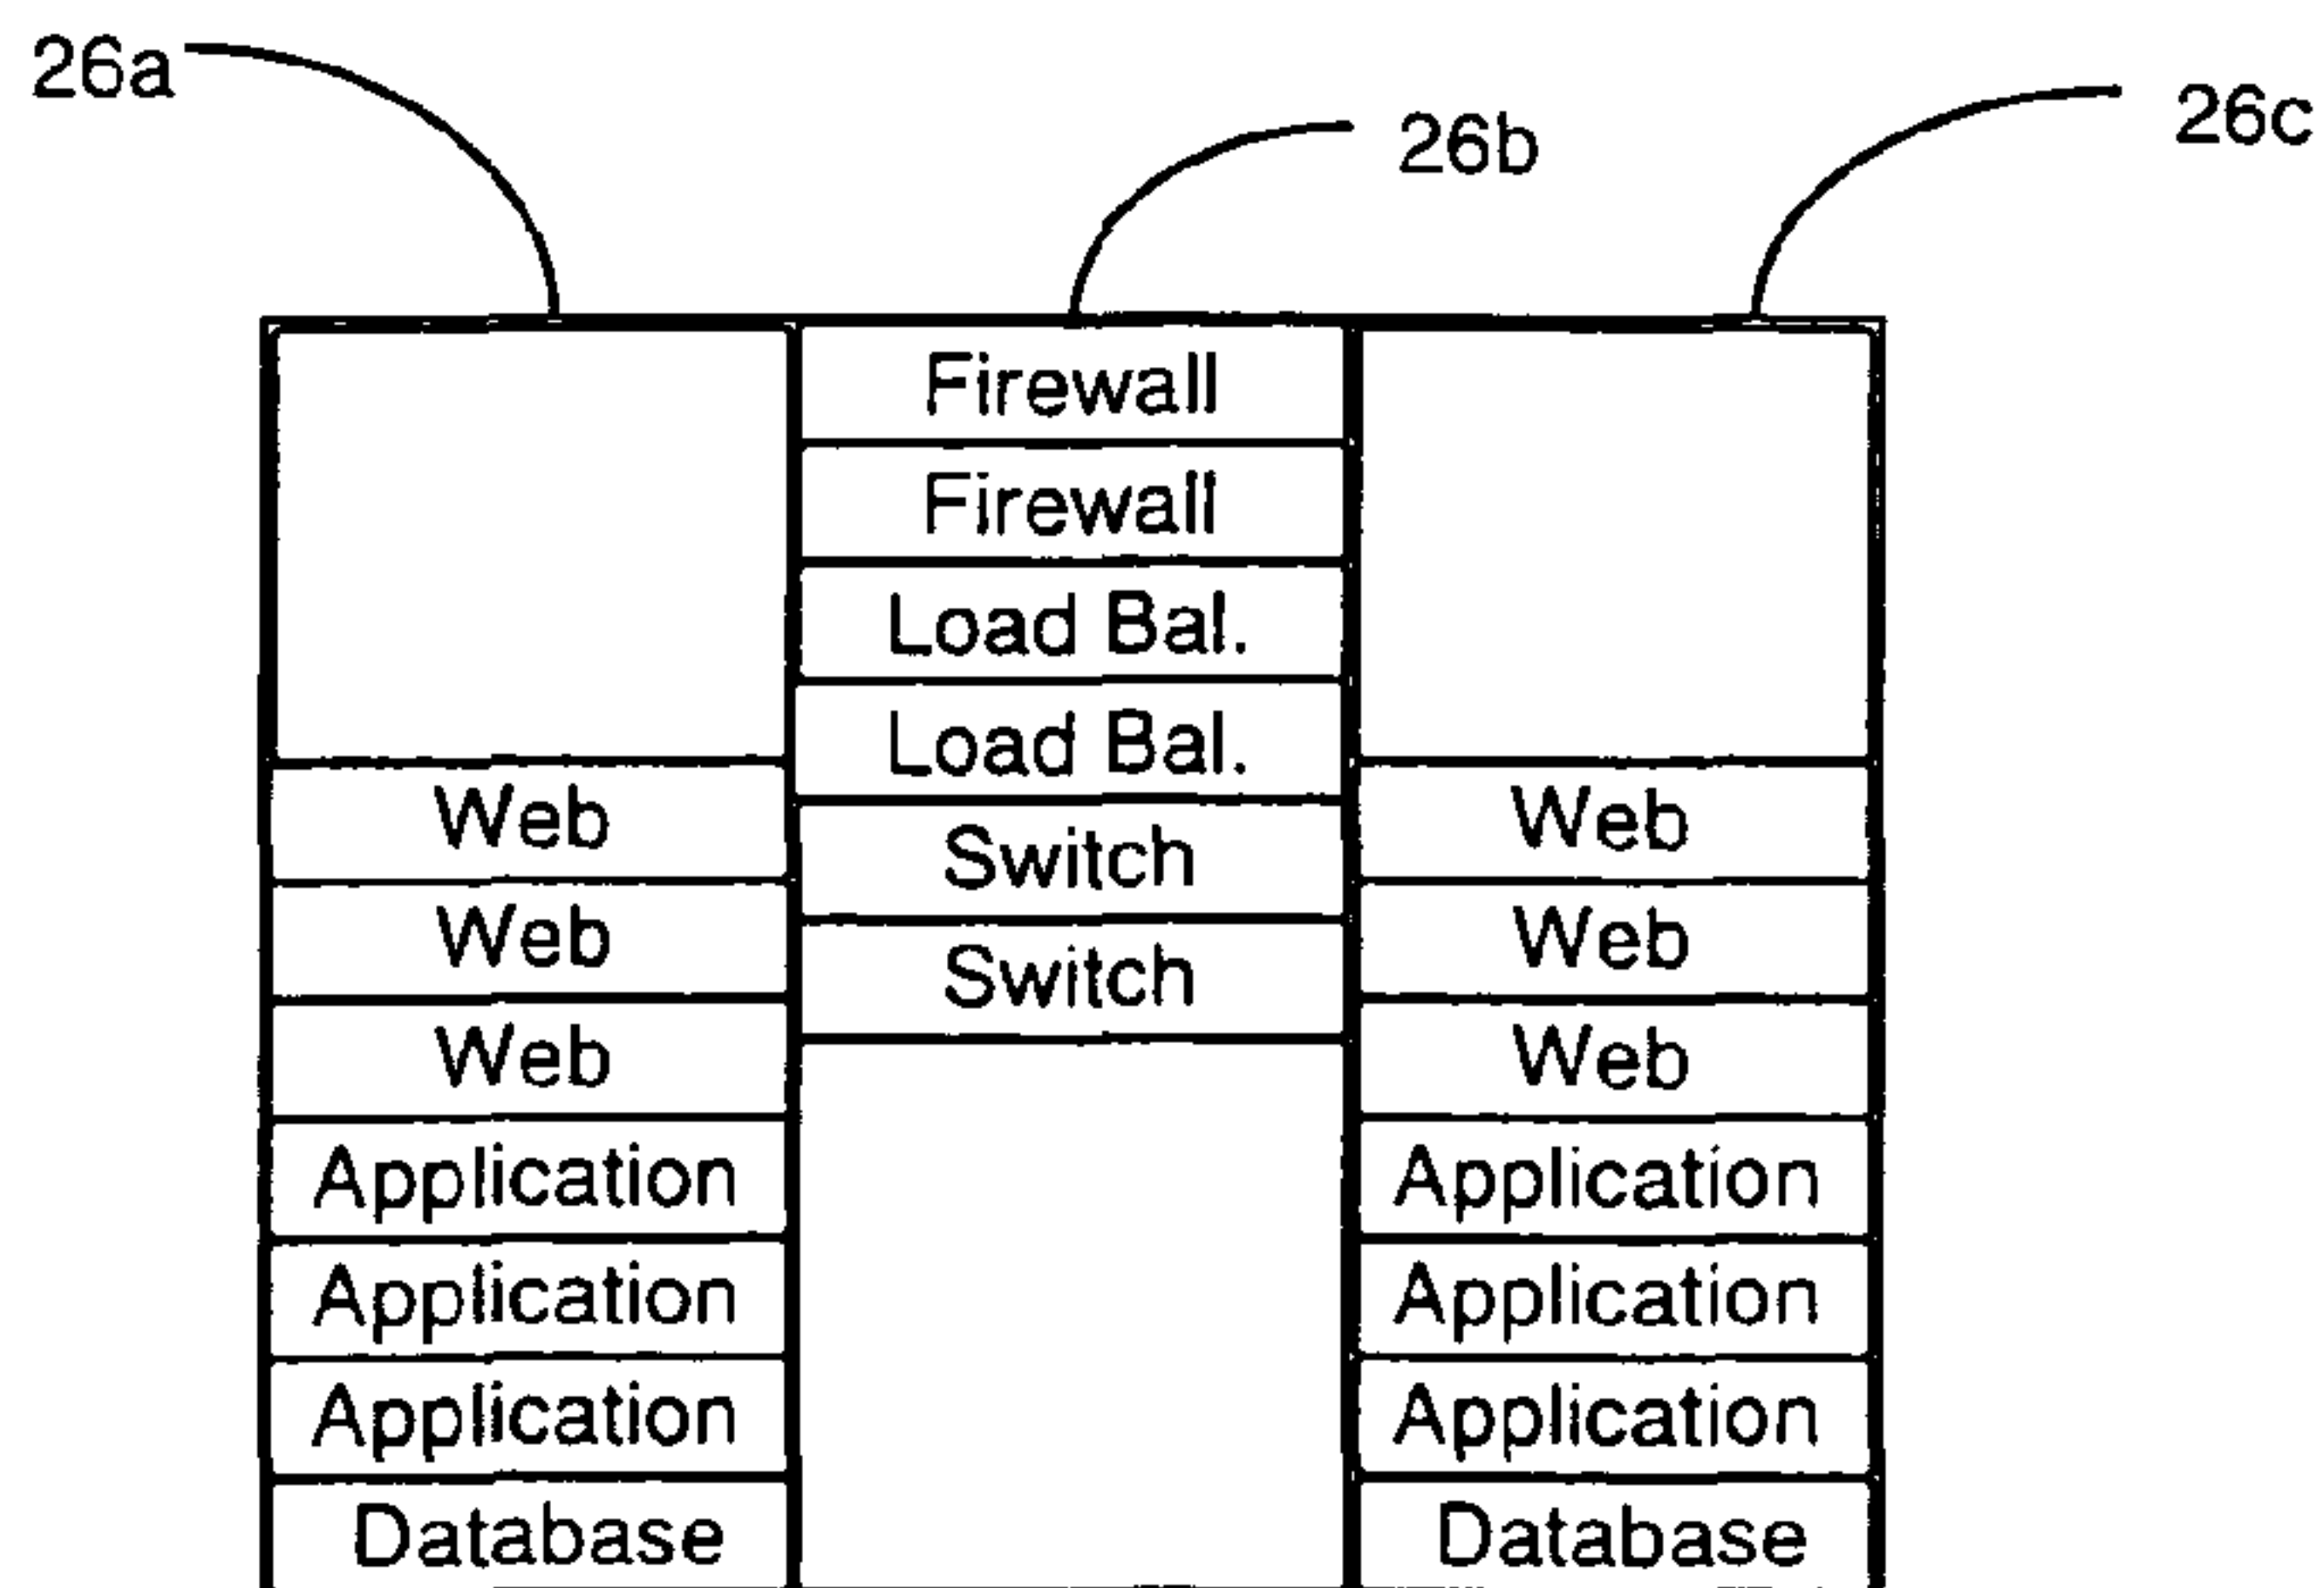 26a
26b
26c
Firewall
Firewall
Load Bal.
Load Bal.
Web
Web
Switch
Web
Web
Switch
Web
Web
Application
Application
Application
Application
Application
Application
Database
Database